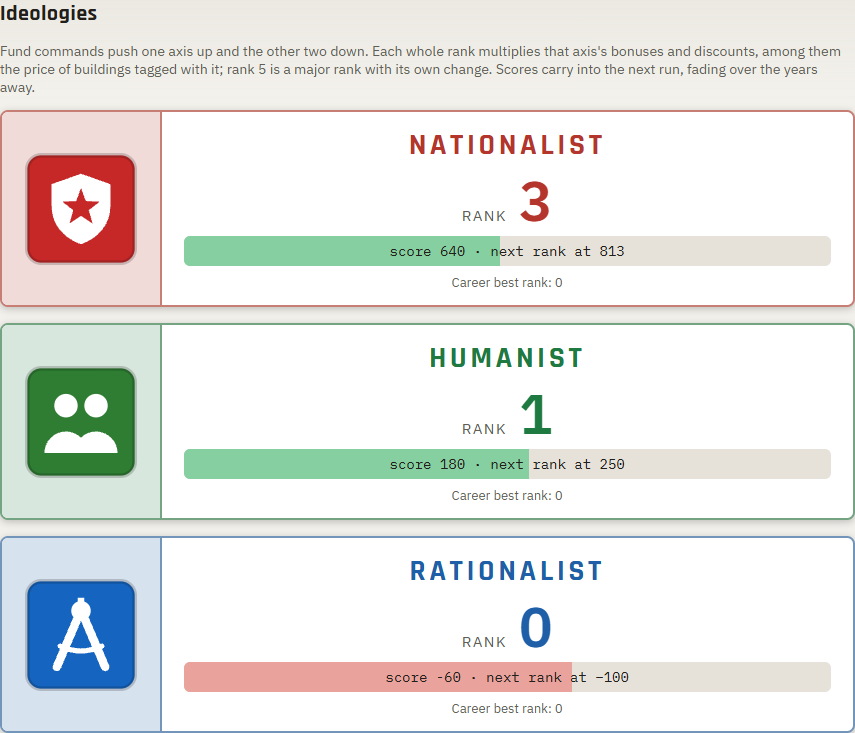 Ideologies
Fund commands push one axis up and the other two down. Each whole rank multiplies that axis's bonuses and discounts, among them
the price of buildings tagged with it; rank 5 is a major rank with its own change. Scores carry into the next run, fading over the years
away.
NATIONALIST
RANK 3
score 640 · next rank at 813
Career best rank: 0
HUMANIST
RANK 1
score 180 · next rank at 250
Career best rank: 0
RATIONALIST
RANK 0
score -60 · next rank at −100
Career best rank: 0